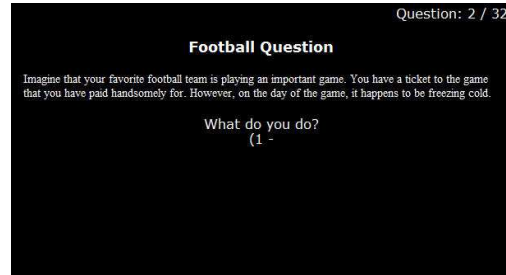 Question: 2 / 32
Football Question
Imagine that your favorite football team is playing an important game. You have a ticket to the game
that you have paid handsomely for. However, on the day of the game, it happens to be freezing cold.
What do you do?
(1 -